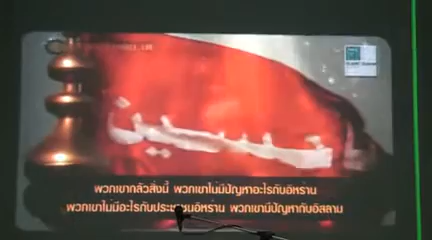 พวกเขากลัวสิ่งนี้ พวกเขาไม่มีปัญหาอะไรกับอิหร่าน
พวกเขาไม่มีอะไรกับประชาชนอิหร่าน พวกเขามีปัญหากับอิสลาม